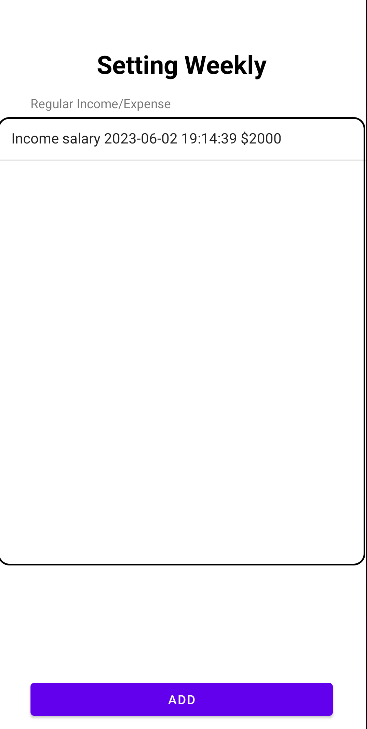 Setting Weekly
Regular Income/Expense
Income salary 2023-06-02 19:14:39 $2000
ADD